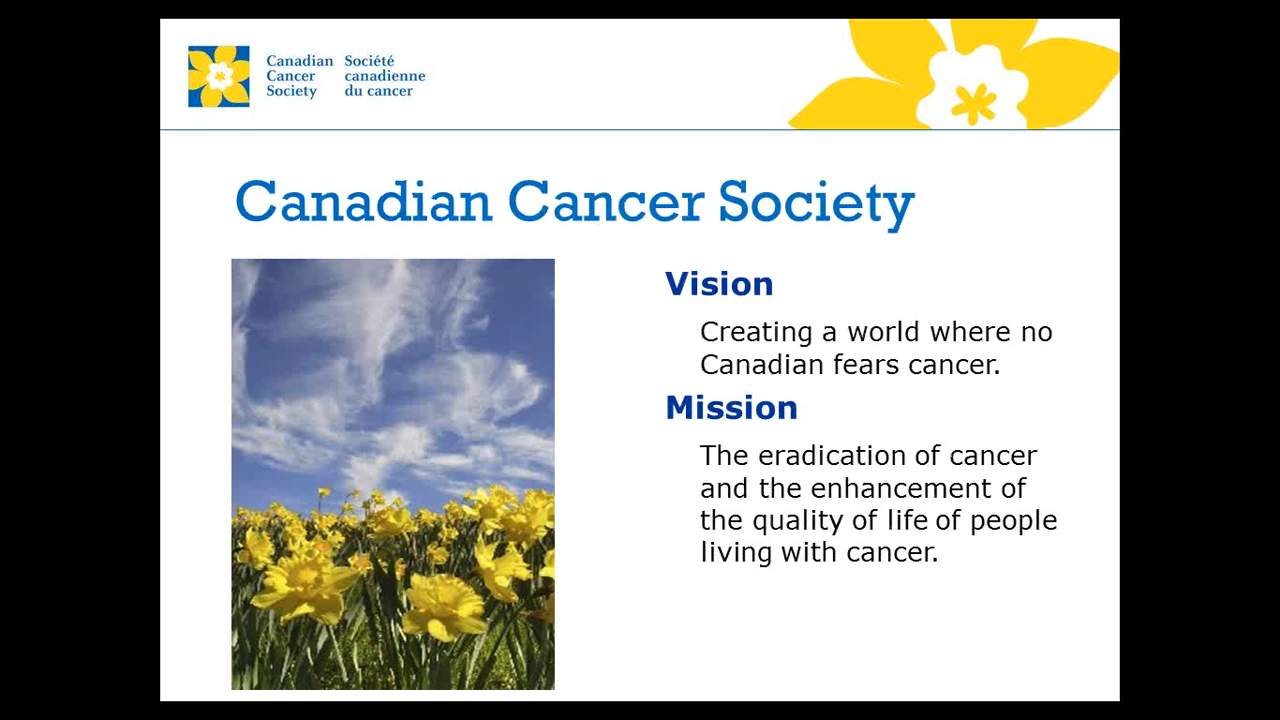 Canadian Cancer Society
Société canadienne du cancer
Canadian Cancer Society
Vision
Creating a world where no
Canadian fears cancer.
Mission
The eradication of cancer
and the enhancement of
the quality of life of people
living with cancer.